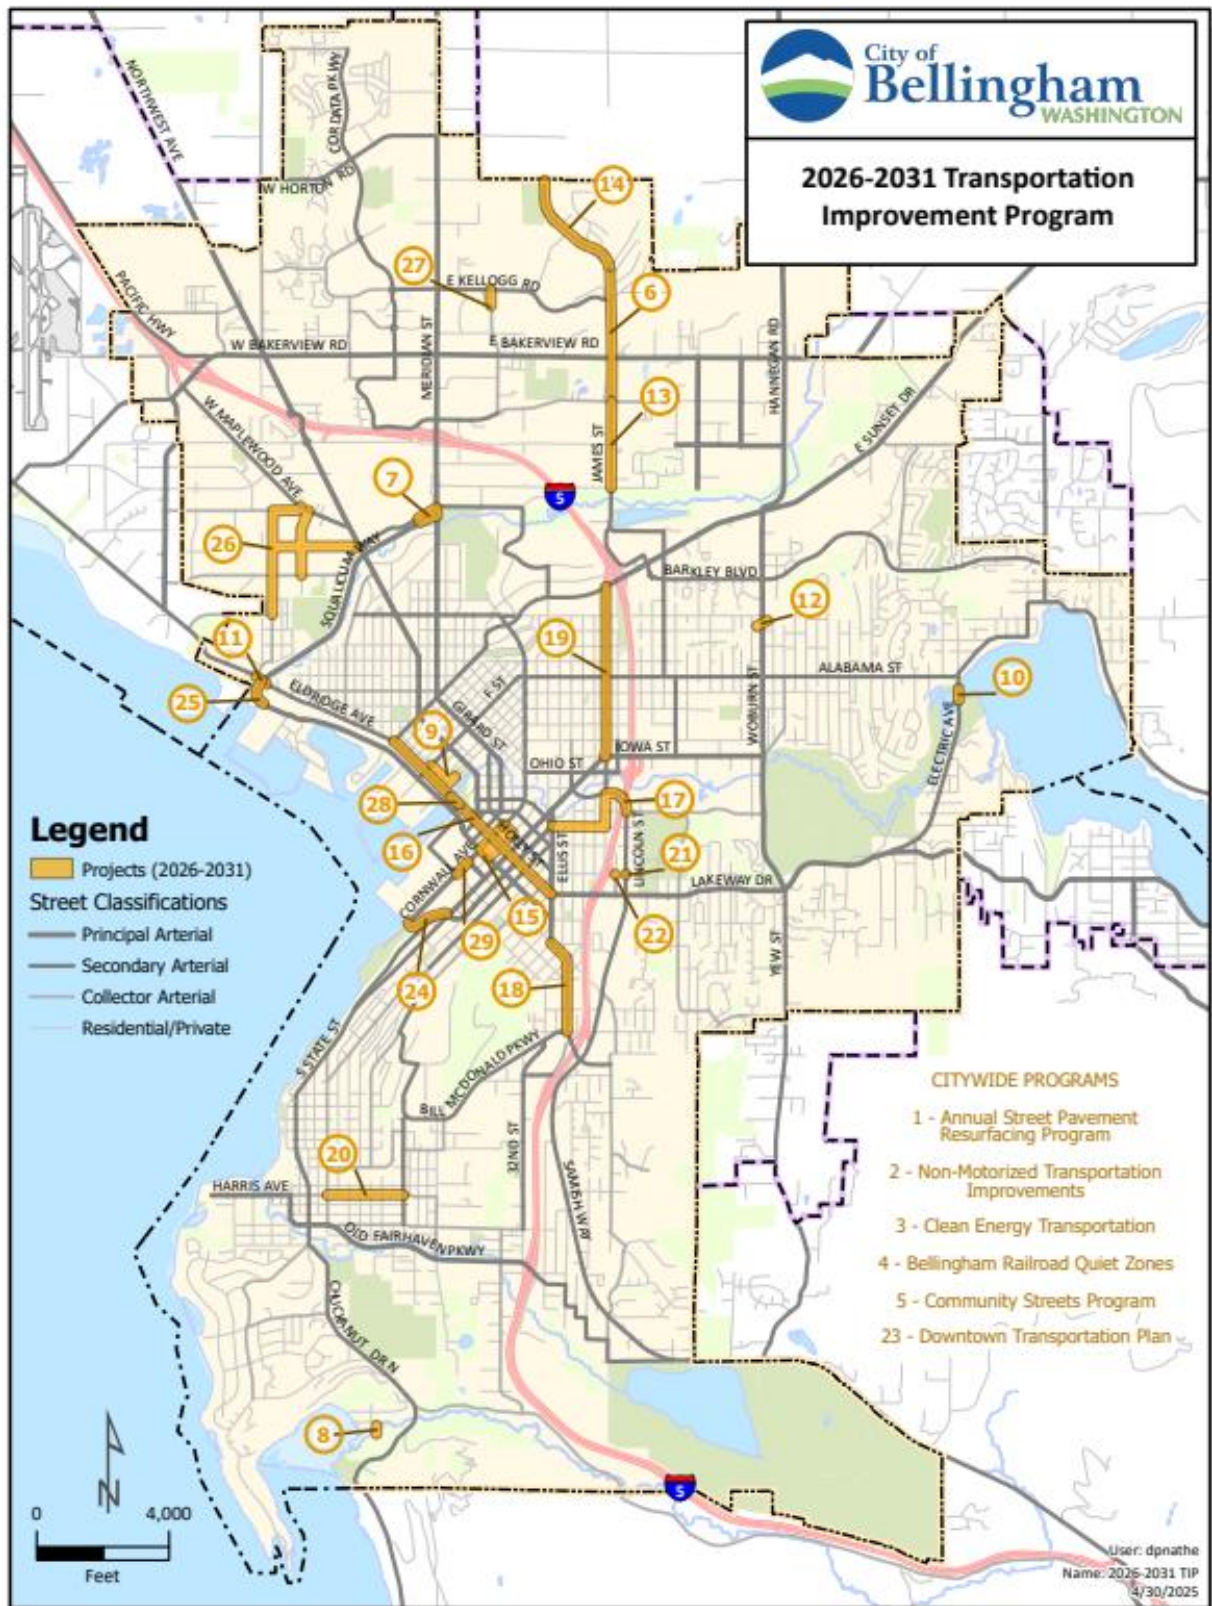 City of
Bellingham
WASHINGTON
2026-2031 Transportation
Improvement Program
NORTHWEST AVE
CORDATA PKWY
W HORTON RD
14
27
E KELLOGG RD
6
PACIFIC HWY
MERIDIAN ST
W BAKERVIEW RD
E BAKERVIEW RD
HANNEGAN RD
W MAPLEWOOD AVE
13
JAMES ST
E SUNSET DR
7
5
26
SQUALICUM WAY
BARKLEY BLVD
12
11
19
ALABAMA ST
F ST
10
25
ELDRIDGE AVE
GIRARD ST
WOBURN ST
ELECTRIC AVE
9
IOWA ST
OHIO ST
28
17
16
HOLLY ST
ELLIS ST
LINCOLN ST
21
CORNWALL AVE
LAKEWAY DR
15
22
29
24
18
YEW ST
S STATE ST
BILL MCDONALD PKWY
32ND ST
20
HARRIS AVE
SAMISH WAY
OLD FAIRHAVEN PKWY
CHUCKANUT DR N
8
5
Legend
Projects (2026-2031)
Street Classifications
Principal Arterial
Secondary Arterial
Collector Arterial
Residential/Private
CITYWIDE PROGRAMS
1 - Annual Street Pavement
Resurfacing Program
2 - Non-Motorized Transportation
Improvements
3 - Clean Energy Transportation
4 - Bellingham Railroad Quiet Zones
5 - Community Streets Program
23 - Downtown Transportation Plan
N
0 4,000
Feet
User: dpnathe
Name: 2026-2031 TIP
4/30/2025